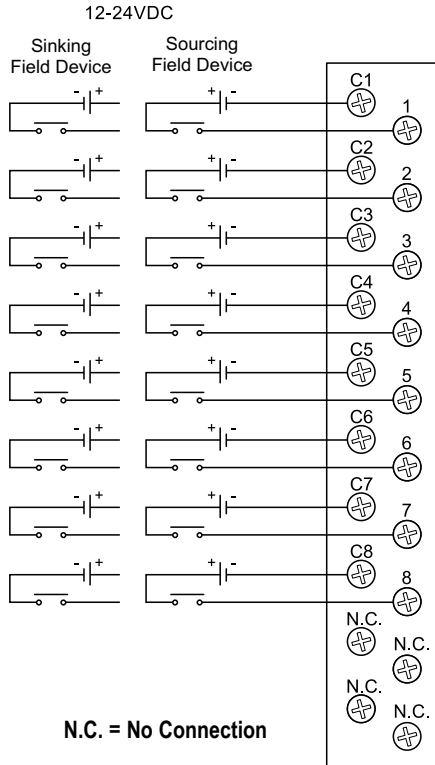 12-24VDC
Sinking
Field Device
Sourcing
Field Device
- +
+ -
C1
1
- +
+ -
C2
2
- +
+ -
C3
3
- +
+ -
C4
4
- +
+ -
C5
5
- +
+ -
C6
6
- +
+ -
C7
7
- +
+ -
C8
8
N.C.
N.C.
N.C.
N.C.
N.C. = No Connection